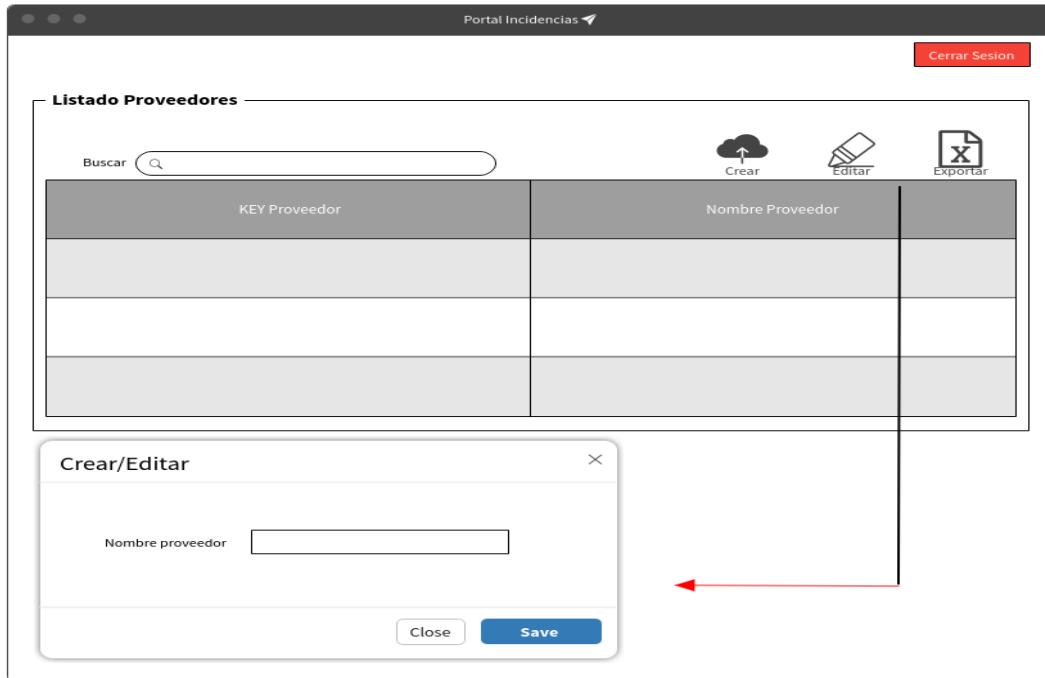 Portal Incidencias
Cerrar Sesion
Listado Proveedores
Buscar
Crear
Editar
Exportar
KEY Proveedor
Nombre Proveedor
Crear/Editar
Nombre proveedor
Close
Save